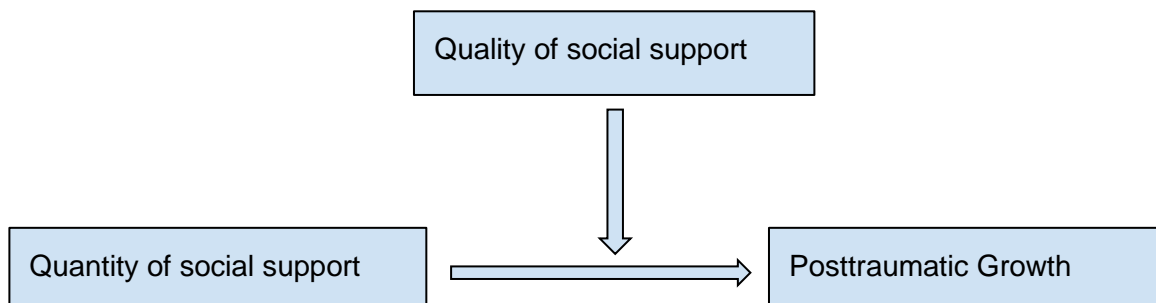 Quality of social support
Quantity of social support
Posttraumatic Growth